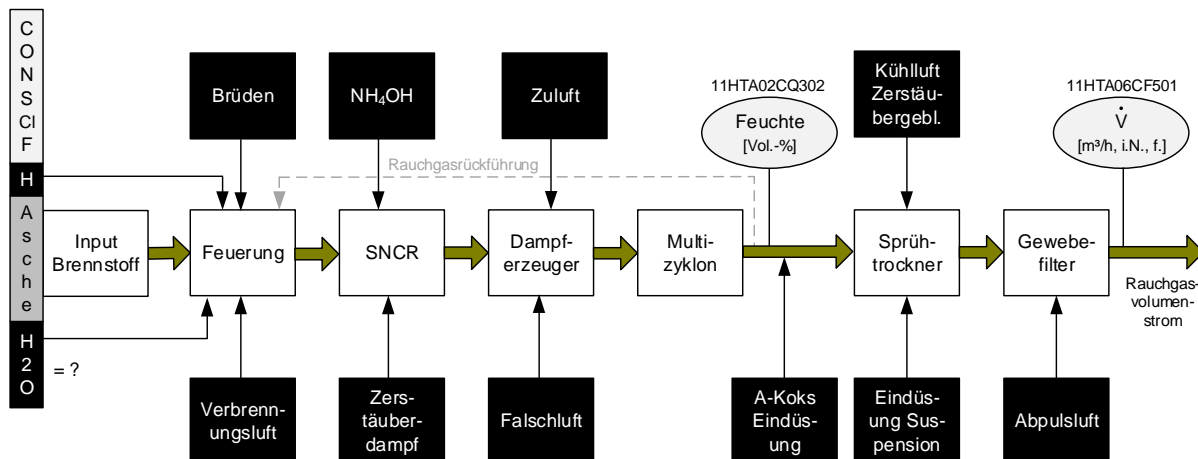 C
O
N
S
Cl
F
H
A
s
c
h
e
H
2
O
= ?
Input
Brennstoff
Brüden
NH₄OH
Zuluft
Kühlluft
Zerstäu-
bergebl.
11HTA02CQ302
Feuchte
[Vol.-%]
11HTA06CF501
V̇
[m³/h, i.N., f.]
Rauchgasrückführung
Feuerung
SNCR
Dampf-
erzeuger
Multi-
zyklon
Sprüh-
trockner
Gewebe-
filter
Rauchgas-
volumen-
strom
Verbrenn-
ungsluft
Zers-
täuber-
dampf
Falschluft
A-Koks
Eindüs-
ung
Eindüs-
ung Sus-
pension
Abpulsluft